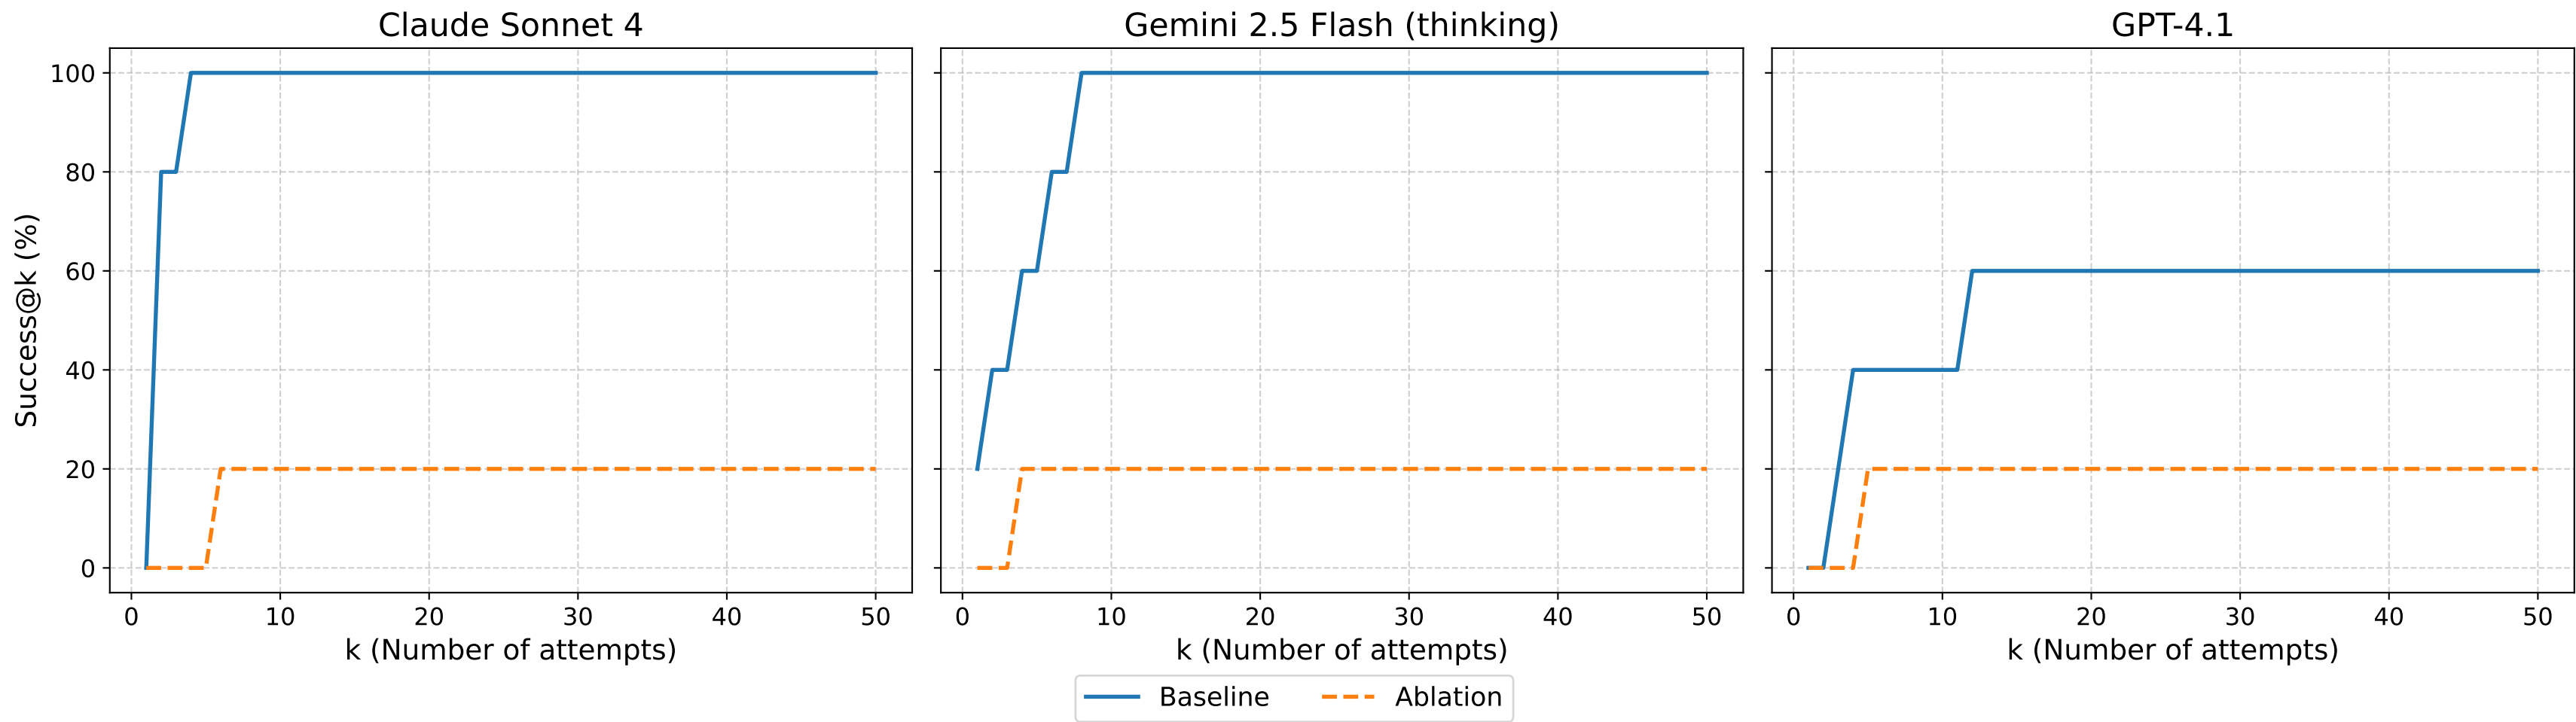 Claude Sonnet 4
Gemini 2.5 Flash (thinking)
GPT-4.1
Success@k (%)
100
80
60
40
20
0
0 10 20 30 40 50
k (Number of attempts)
0 10 20 30 40 50
k (Number of attempts)
0 10 20 30 40 50
k (Number of attempts)
Baseline Ablation